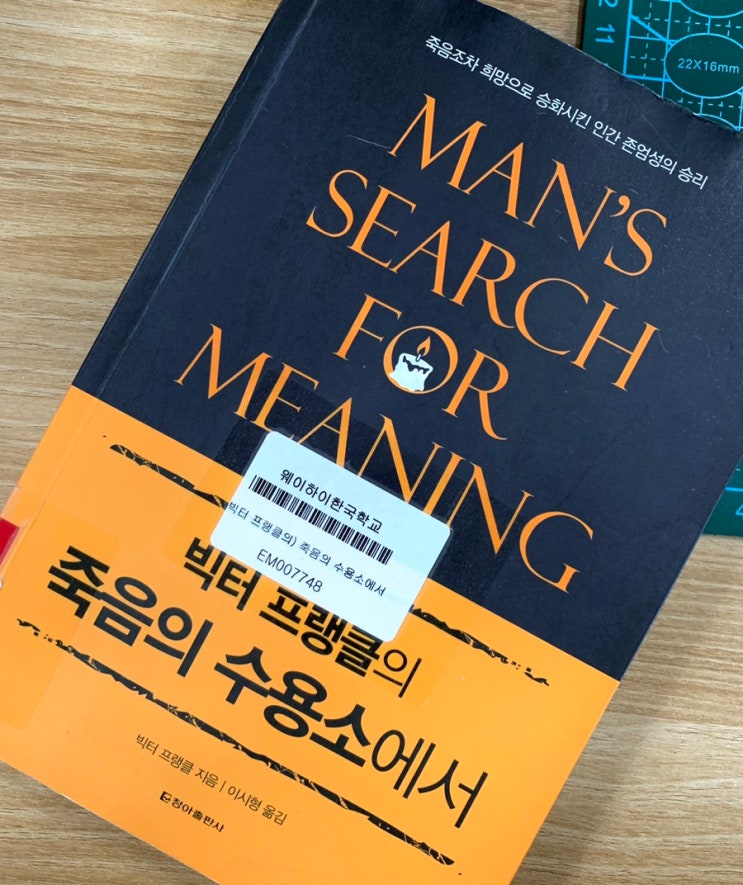 죽음조차 희망으로 승화시킨 인간 존엄성의 승리
MAN'S
SEARCH
FOR
MEANING
웨이하이한국학교
빅터 프랭클의) 죽음의 수용소에서
EM007748
빅터 프랭클의
죽음의 수용소에서
빅터 프랭클 지음 | 이시형 옮김
청아출판사
2 11
22X16mm